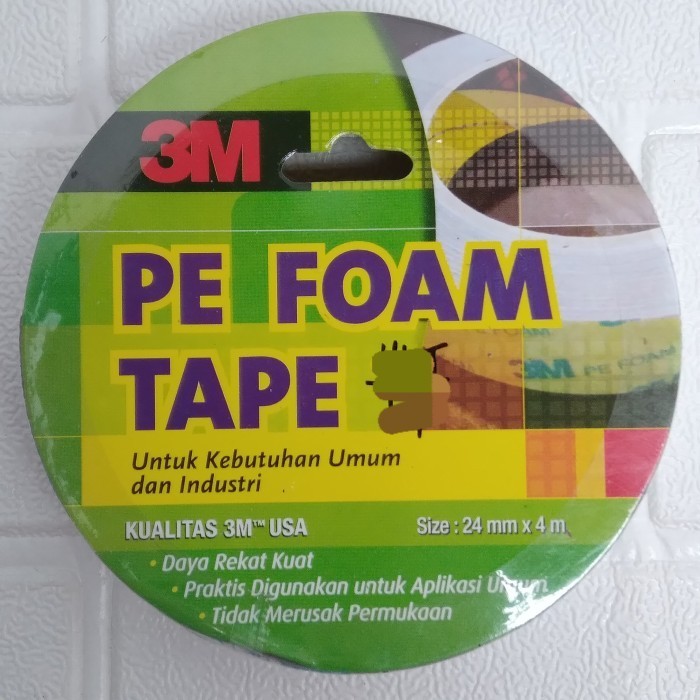 3M
PE FOAM
TAPE
3M PE FOAM
Untuk Kebutuhan Umum
dan Industri
KUALITAS 3M™ USA
Size : 24 mm x 4 m
• Daya Rekat Kuat
• Praktis Digunakan untuk Aplikasi Umum
• Tidak Merusak Permukaan